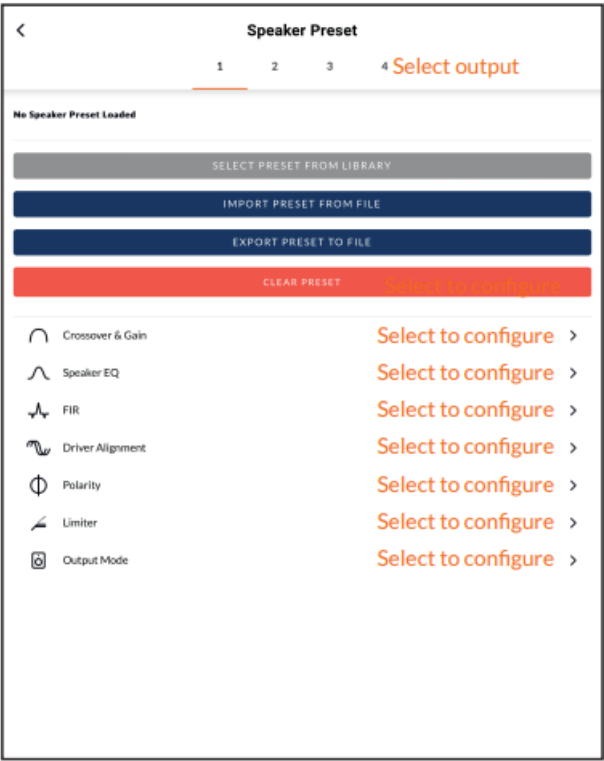 Speaker Preset
1 2 3 4 Select output
No Speaker Preset Loaded
SELECT PRESET FROM LIBRARY
IMPORT PRESET FROM FILE
EXPORT PRESET TO FILE
CLEAR PRESET Select to configure
Crossover & Gain Select to configure
Speaker EQ Select to configure
FIR Select to configure
Driver Alignment Select to configure
Polarity Select to configure
Limiter Select to configure
Output Mode Select to configure